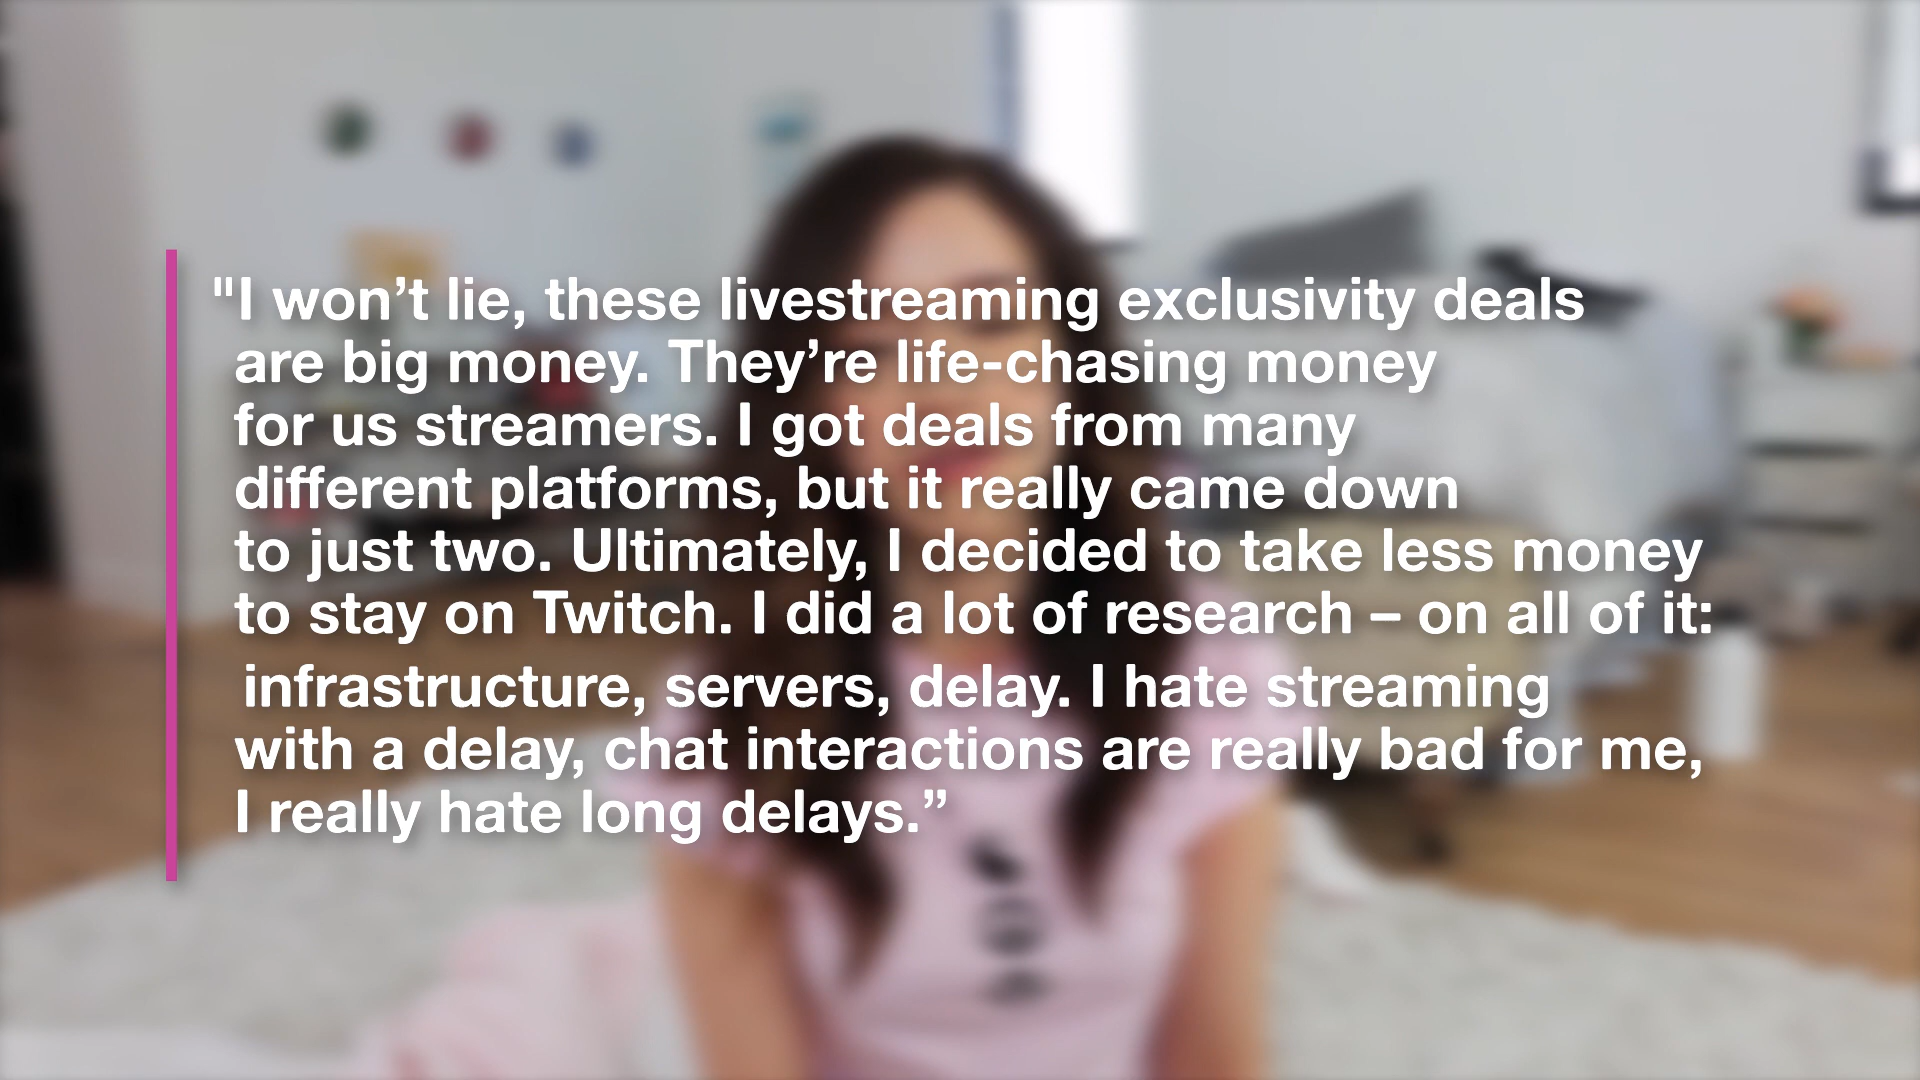 "I won’t lie, these livestreaming exclusivity deals
are big money. They’re life-chasing money
for us streamers. I got deals from many
different platforms, but it really came down
to just two. Ultimately, I decided to take less money
to stay on Twitch. I did a lot of research – on all of it:
infrastructure, servers, delay. I hate streaming
with a delay, chat interactions are really bad for me,
I really hate long delays.”